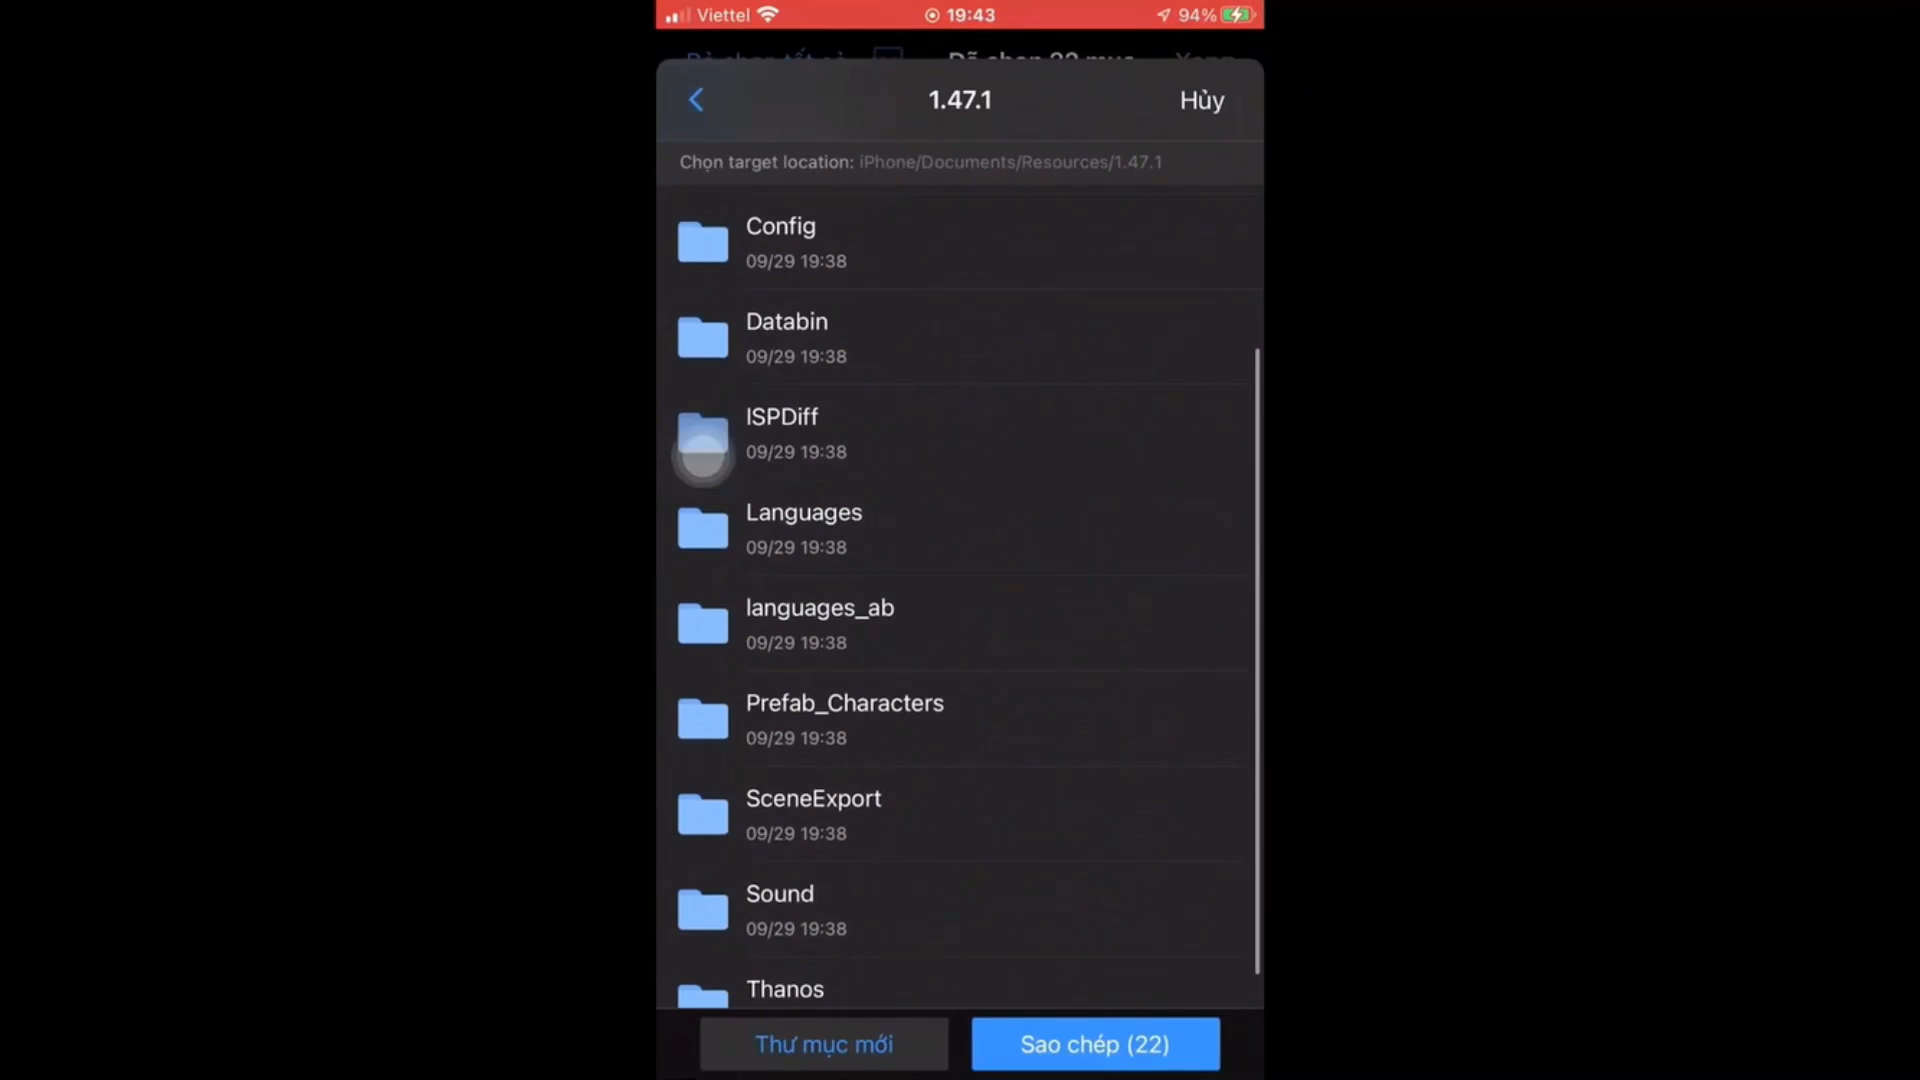 Viettel 19:43 94%
1.47.1 Hủy
Chọn target location: iPhone/Documents/Resources/1.47.1
Config
09/29 19:38
Databin
09/29 19:38
ISPDiff
09/29 19:38
Languages
09/29 19:38
languages_ab
09/29 19:38
Prefab_Characters
09/29 19:38
SceneExport
09/29 19:38
Sound
09/29 19:38
Thanos
Thư mục mới Sao chép (22)